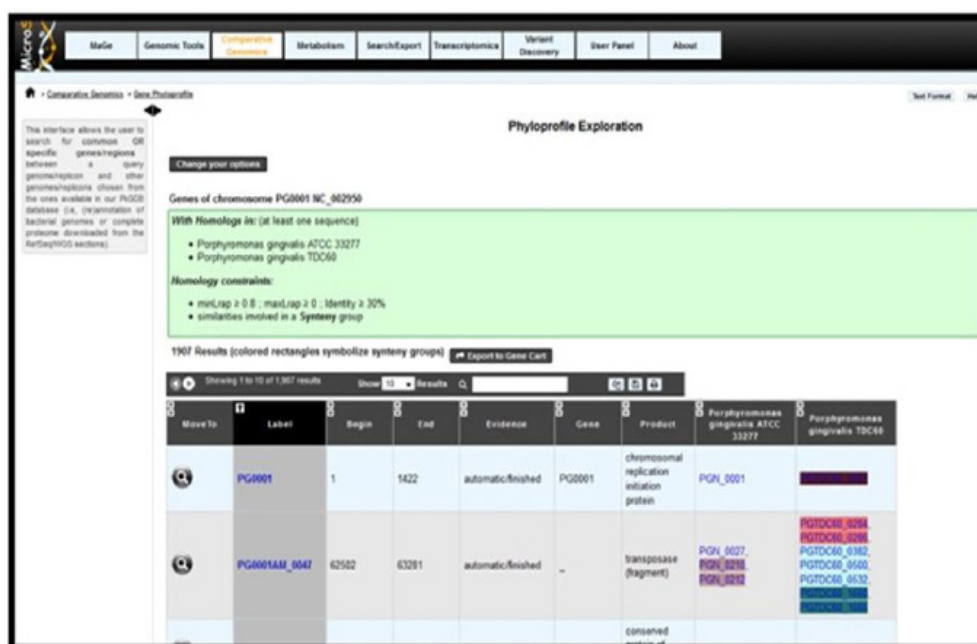 MicroS
MaGe
Genomic Tools
Comparative
Genomics
Metabolism
Search/Export
Transcriptomics
Variant
Discovery
User Panel
About
> Comparative Genomics > Gene Phyloprofile
Text Format
Hel
This interface allows the user to
search for common OR
specific genes/regions
between a query
genome/replicon and other
genomes/replicons chosen from
the ones available in our PkGDB
database (i.e, (re)annotation of
bacterial genomes or complete
proteome downloaded from the
RefSeq/WGS sections)
Phyloprofile Exploration
Change your options
Genes of chromosome PG0001 NC_002950
With Homologs in: (at least one sequence)
• Porphyromonas gingivalis ATCC 33277
• Porphyromonas gingivalis TDC60
Homology constraints:
• minLrap ≥ 0.8 ; maxLrap ≥ 0 ; Identity ≥ 30%
• similarities involved in a Synteny group
1907 Results (colored rectangles symbolize synteny groups)
Export to Gene Cart
Showing 1 to 10 of 1,907 results
Show 10 Results
MoveTo
Label
Begin
End
Evidence
Gene
Product
Porphyromonas
gingivalis ATCC
33277
Porphyromonas
gingivalis TDC60
PG0001
1
1422
automatic/finished
PG0001
chromosomal
replication
initiation
protein
PGN_0001
PG0001AM_0047
62502
63281
automatic/finished
_
transposase
(fragment)
PGN_0027,
PGN_0210,
PGN_0212
PGTDC60_0284,
PGTDC60_0286,
PGTDC60_0382,
PGTDC60_0500,
PGTDC60_0532,
conserved